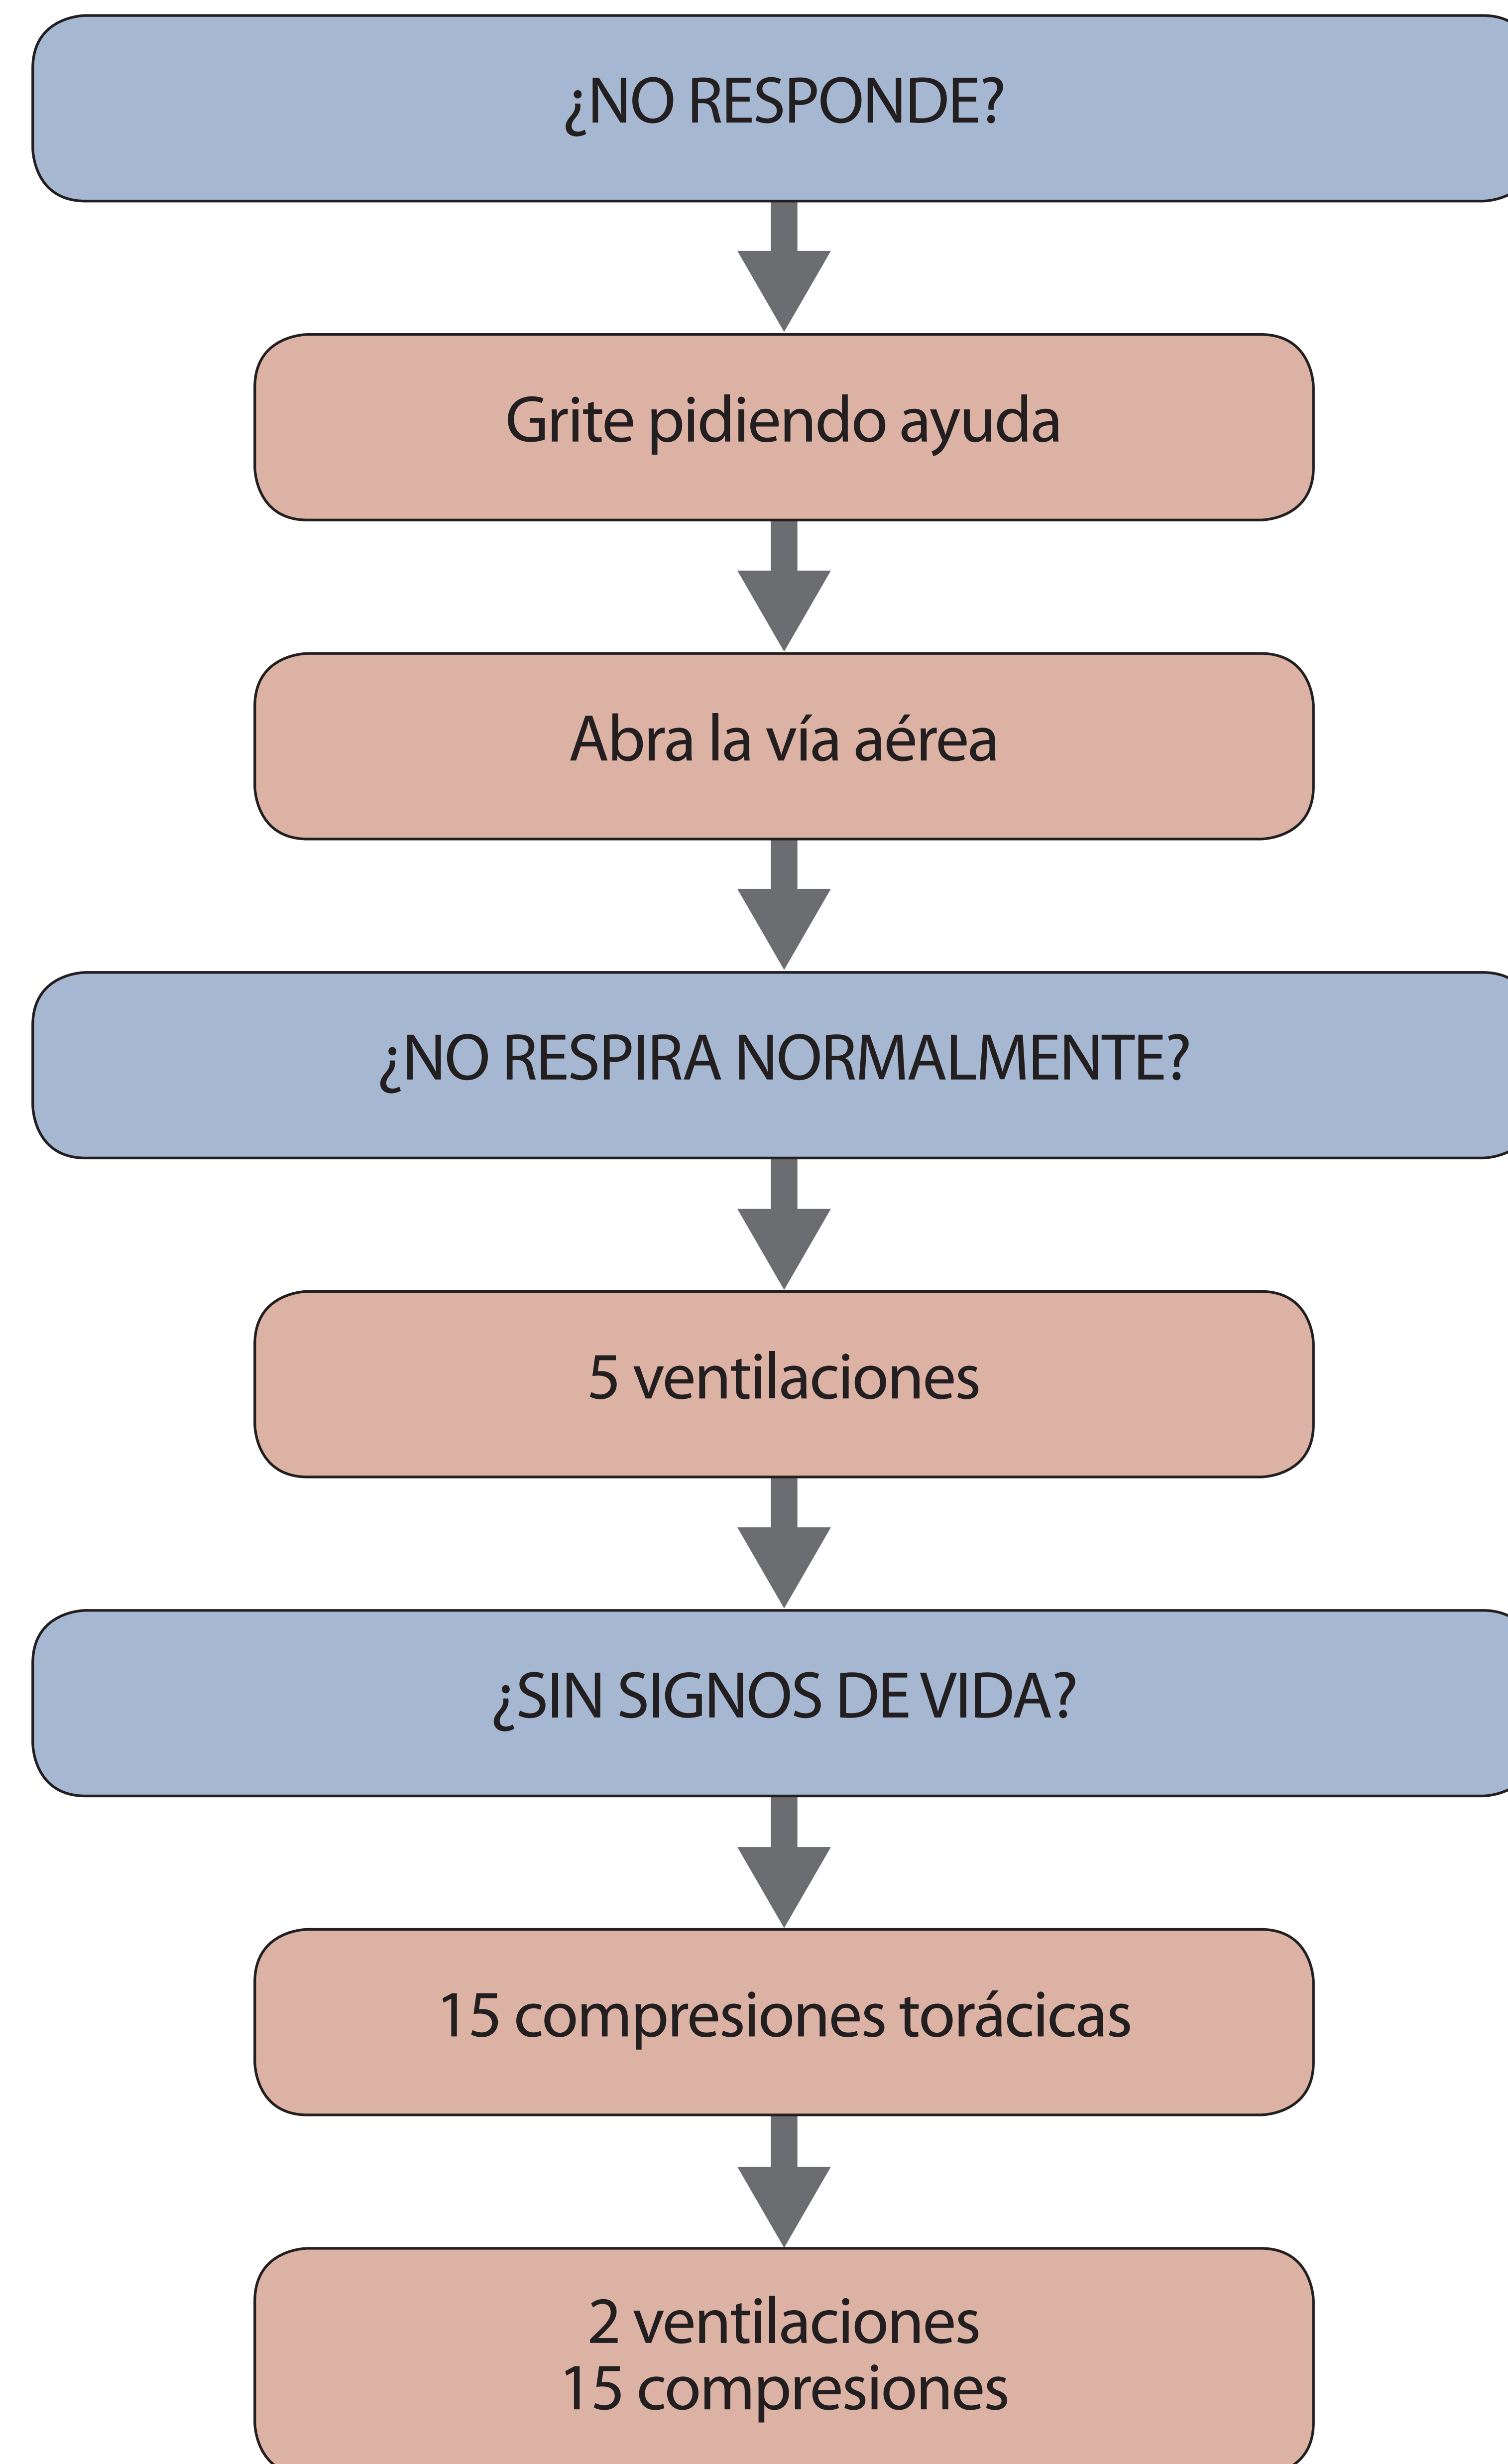 ¿NO RESPONDE?
Grite pidiendo ayuda
Abra la vía aérea
¿NO RESPIRA NORMALMENTE?
5 ventilaciones
¿SIN SIGNOS DE VIDA?
15 compresiones torácicas
2 ventilaciones
15 compresiones